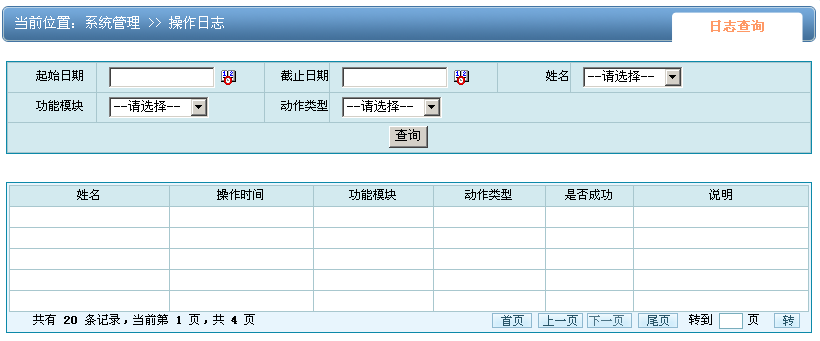 当前位置：系统管理 >> 操作日志
日志查询
起始日期 截止日期 姓名 --请选择--
功能模块 --请选择-- 动作类型 --请选择--
查询
姓名 操作时间 功能模块 动作类型 是否成功 说明
共有 20 条记录，当前第 1 页，共 4 页 首页 上一页 下一页 尾页 转到 页 转